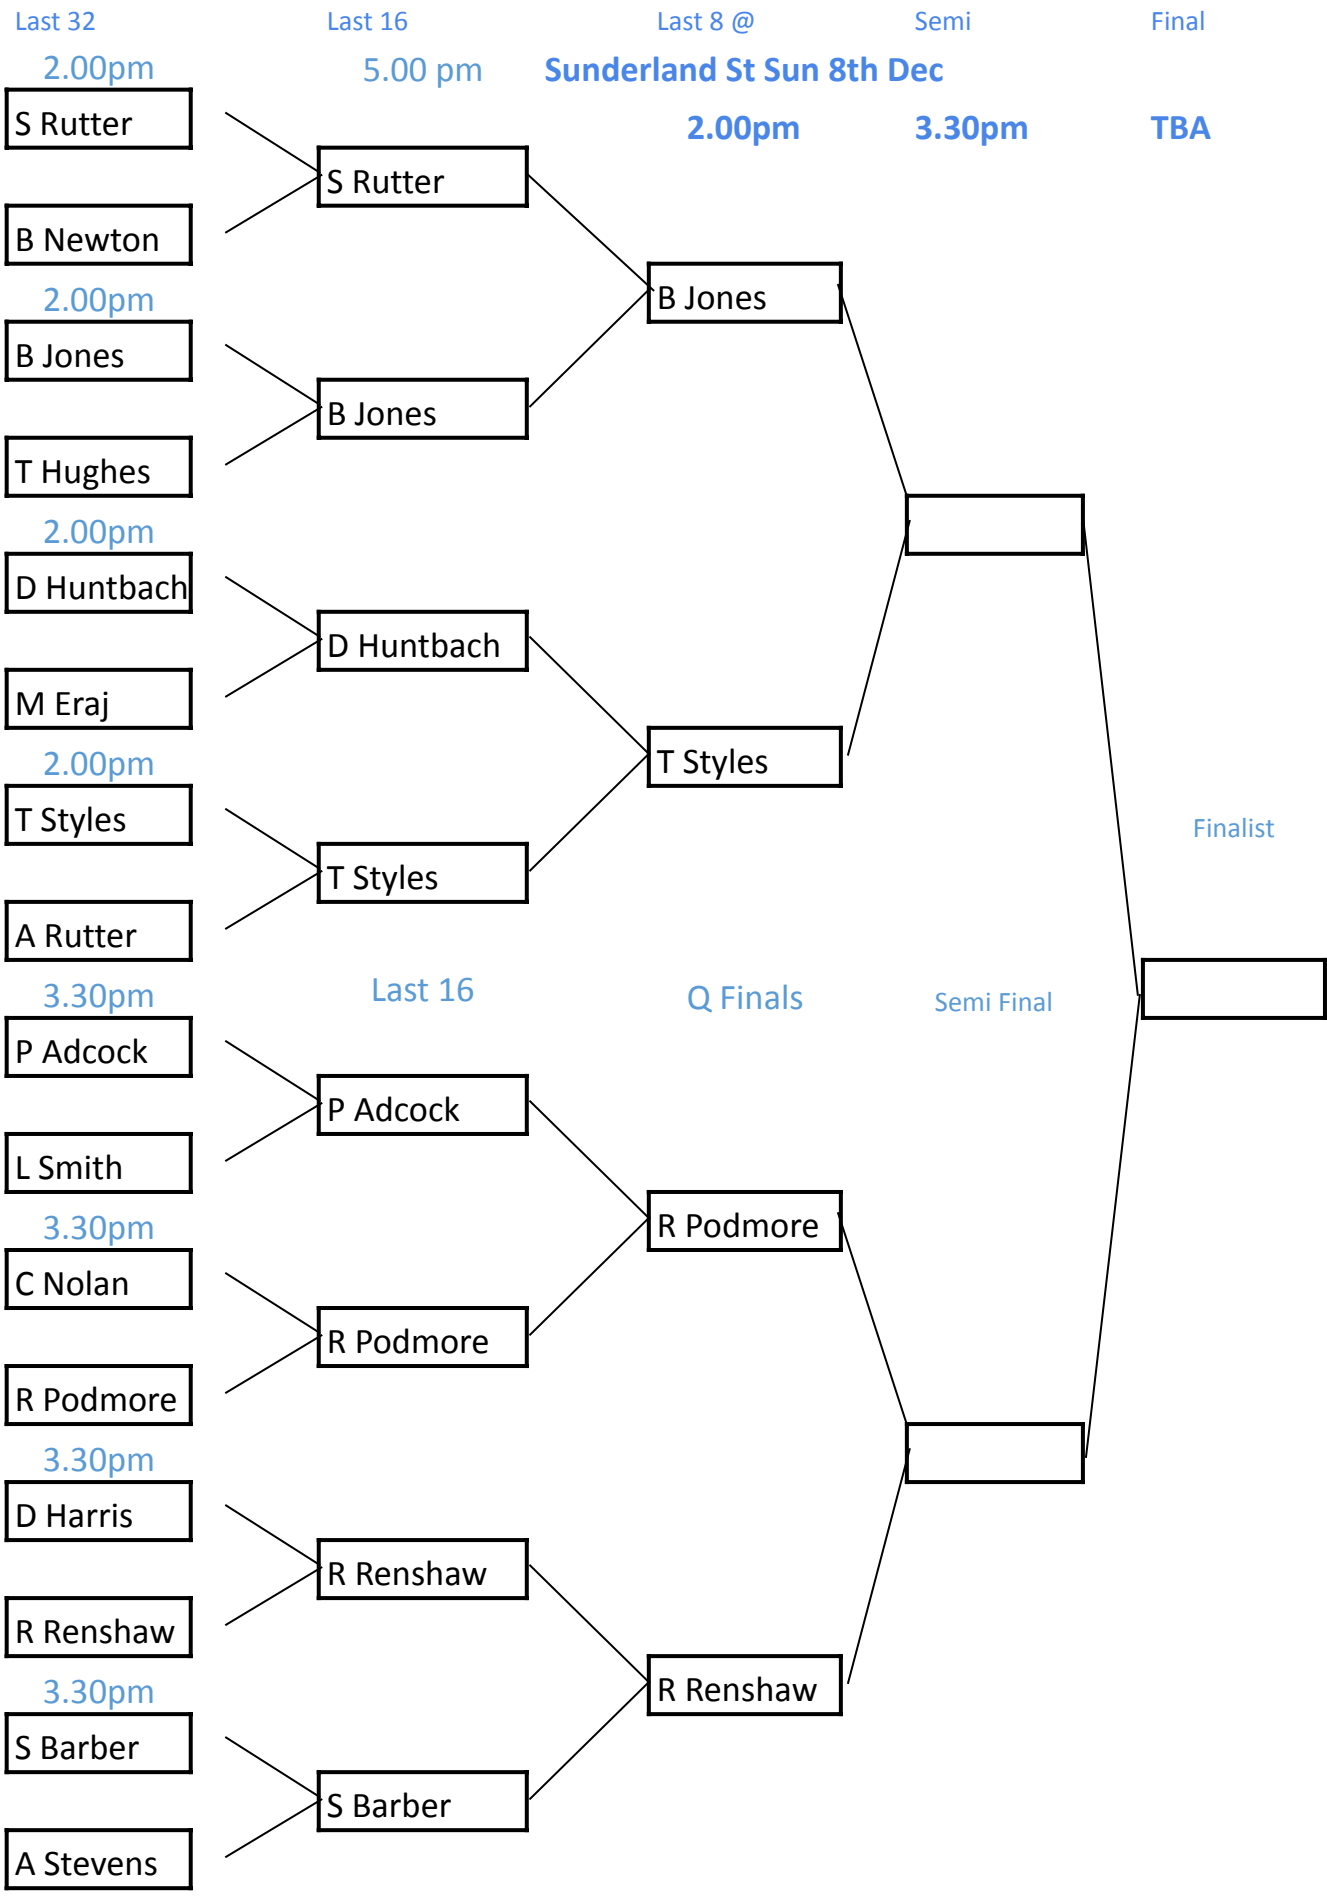 Last 32 Last 16 Last 8 @ Semi Final
2.00pm 5.00 pm Sunderland St Sun 8th Dec
S Rutter 2.00pm 3.30pm TBA
S Rutter
B Newton
2.00pm B Jones
B Jones
B Jones
T Hughes
2.00pm
D Huntbach
D Huntbach
M Eraj
2.00pm T Styles
T Styles Finalist
T Styles
A Rutter
3.30pm Last 16 Q Finals Semi Final
P Adcock
P Adcock
L Smith
3.30pm R Podmore
C Nolan
R Podmore
R Podmore
3.30pm
D Harris
R Renshaw
R Renshaw
3.30pm R Renshaw
S Barber
S Barber
A Stevens